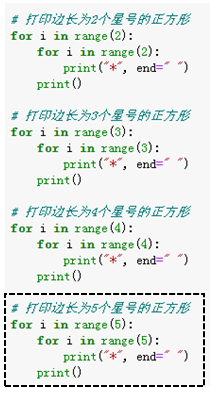 # 打印边长为2个星号的正方形
for i in range(2):
    for i in range(2):
        print("*", end=" ")
    print()
# 打印边长为3个星号的正方形
for i in range(3):
    for i in range(3):
        print("*", end=" ")
    print()
# 打印边长为4个星号的正方形
for i in range(4):
    for i in range(4):
        print("*", end=" ")
    print()
# 打印边长为5个星号的正方形
for i in range(5):
    for i in range(5):
        print("*", end=" ")
    print()